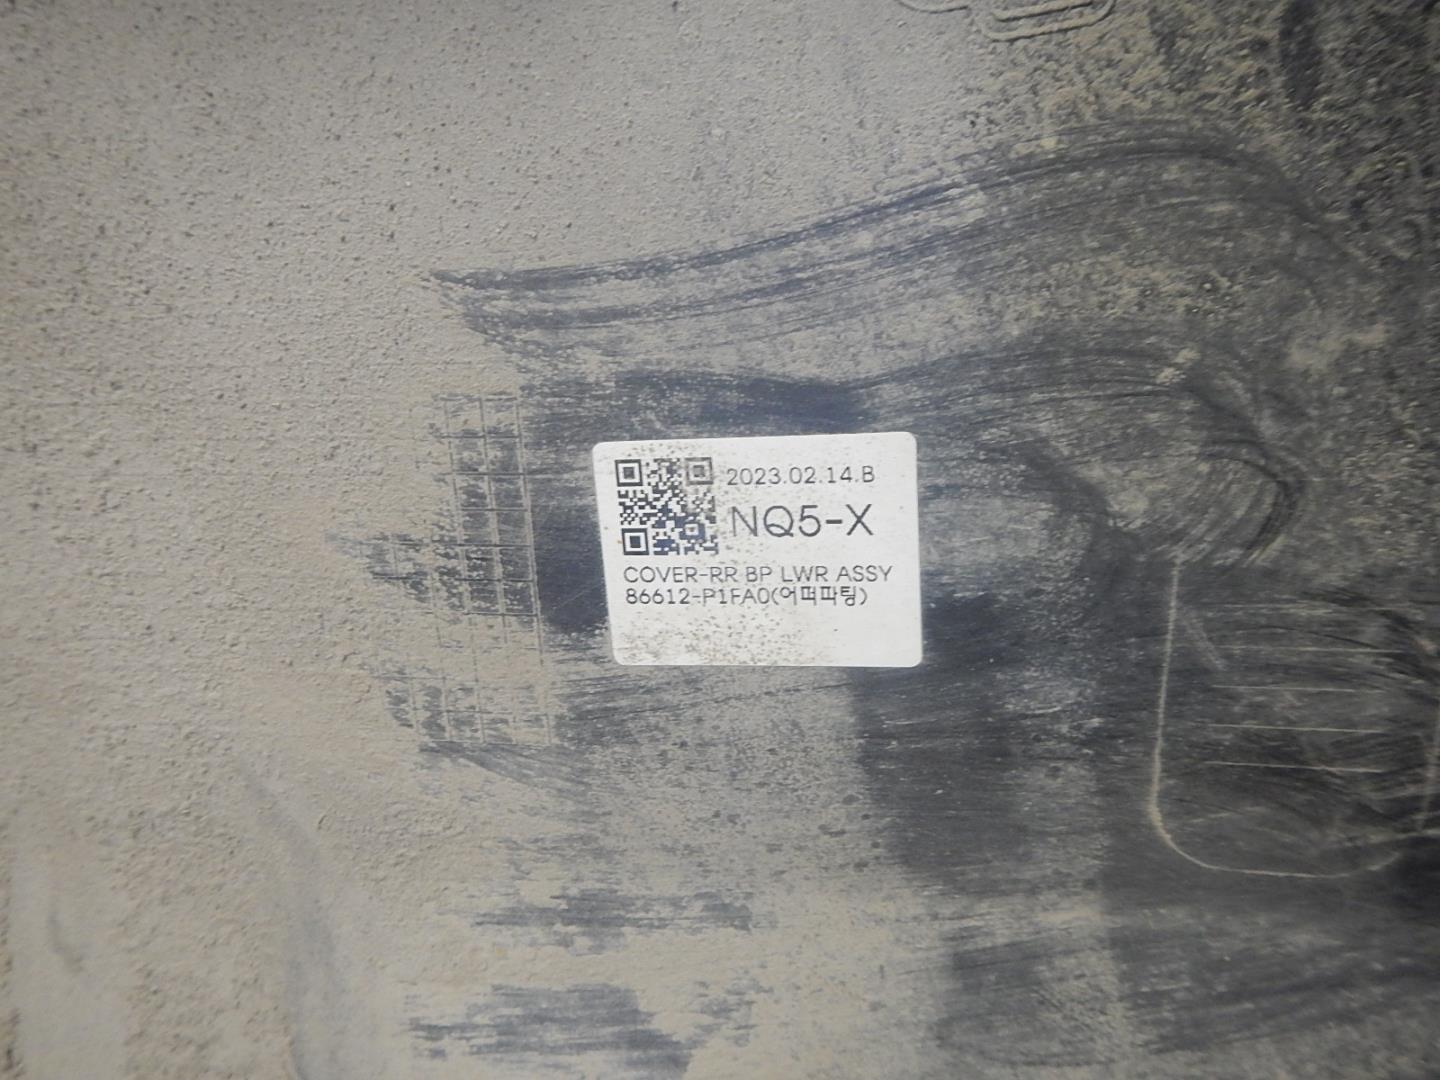 2023.02.14.B
NQ5-X
COVER-RR BP LWR ASSY
86612-P1FA0(어퍼파팅)